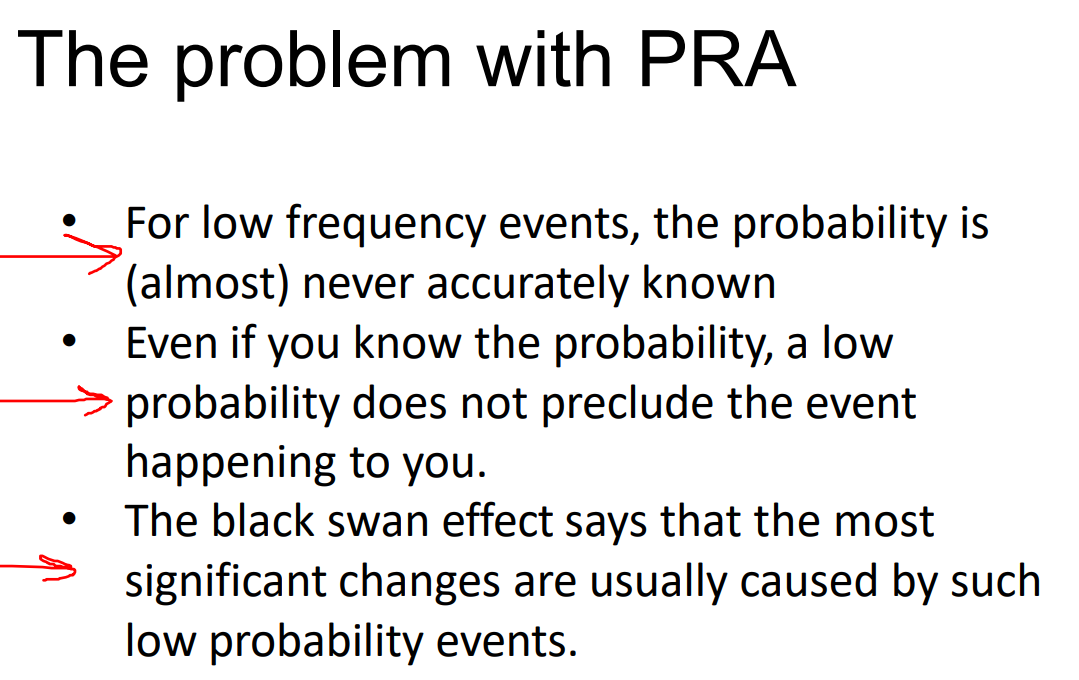 The problem with PRA
• For low frequency events, the probability is
(almost) never accurately known
• Even if you know the probability, a low
probability does not preclude the event
happening to you.
• The black swan effect says that the most
significant changes are usually caused by such
low probability events.